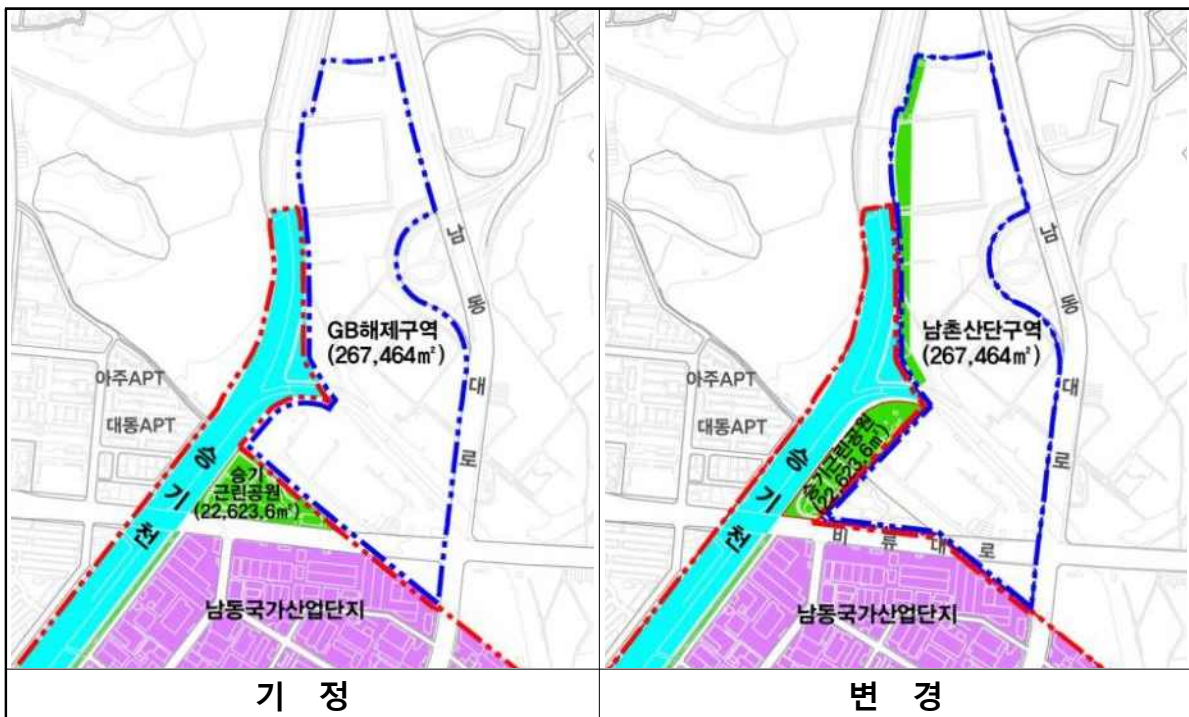 남
동
대
로
GB해제구역
(267,464㎡)
아주APT
대동APT
승
기
천
승기
근린공원
(22,623.6㎡)
남동국가산업단지
기 정
남
동
대
로
남촌산단구역
(267,464㎡)
아주APT
대동APT
승
기
천
승기근린공원
(22,623.6㎡)
비 류 대 로
남동국가산업단지
변 경